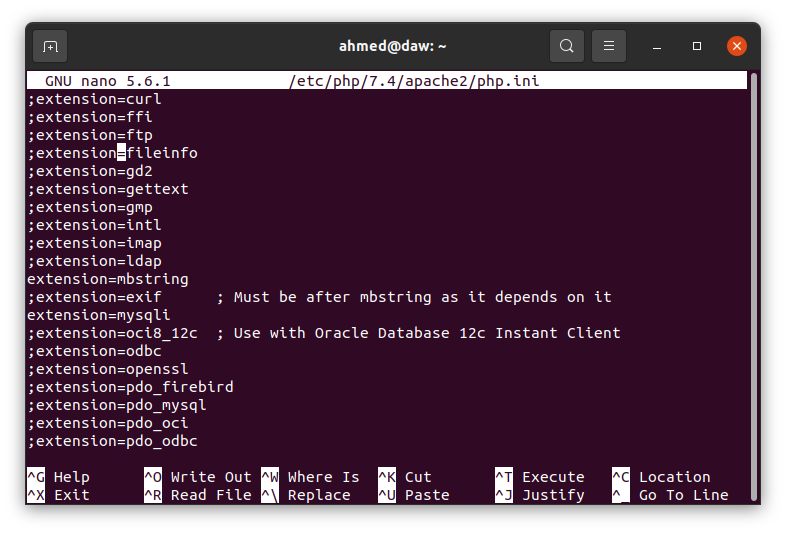 ahmed@daw: ~
GNU nano 5.6.1 /etc/php/7.4/apache2/php.ini
;extension=curl
;extension=ffi
;extension=ftp
;extension=fileinfo
;extension=gd2
;extension=gettext
;extension=gmp
;extension=intl
;extension=imap
;extension=ldap
extension=mbstring
;extension=exif      ; Must be after mbstring as it depends on it
extension=mysqli
;extension=oci8_12c  ; Use with Oracle Database 12c Instant Client
;extension=odbc
;extension=openssl
;extension=pdo_firebird
;extension=pdo_mysql
;extension=pdo_oci
;extension=pdo_odbc
^G Help ^O Write Out ^W Where Is ^K Cut ^T Execute ^C Location
^X Exit ^R Read File ^\ Replace ^U Paste ^J Justify ^_ Go To Line